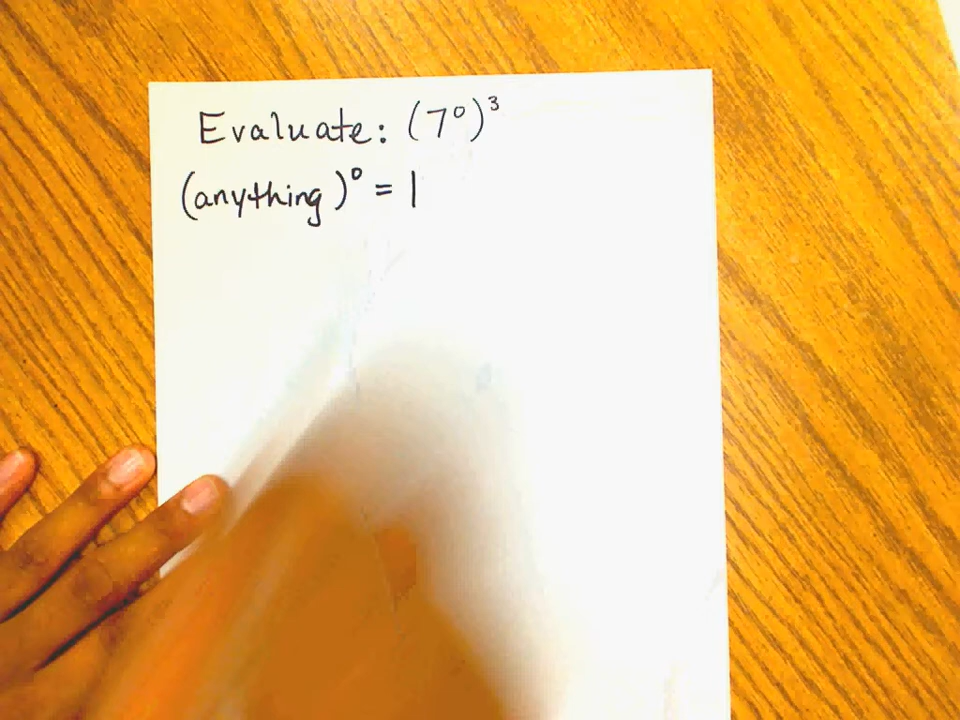 Evaluate: (7⁰)³
(anything)⁰ = 1